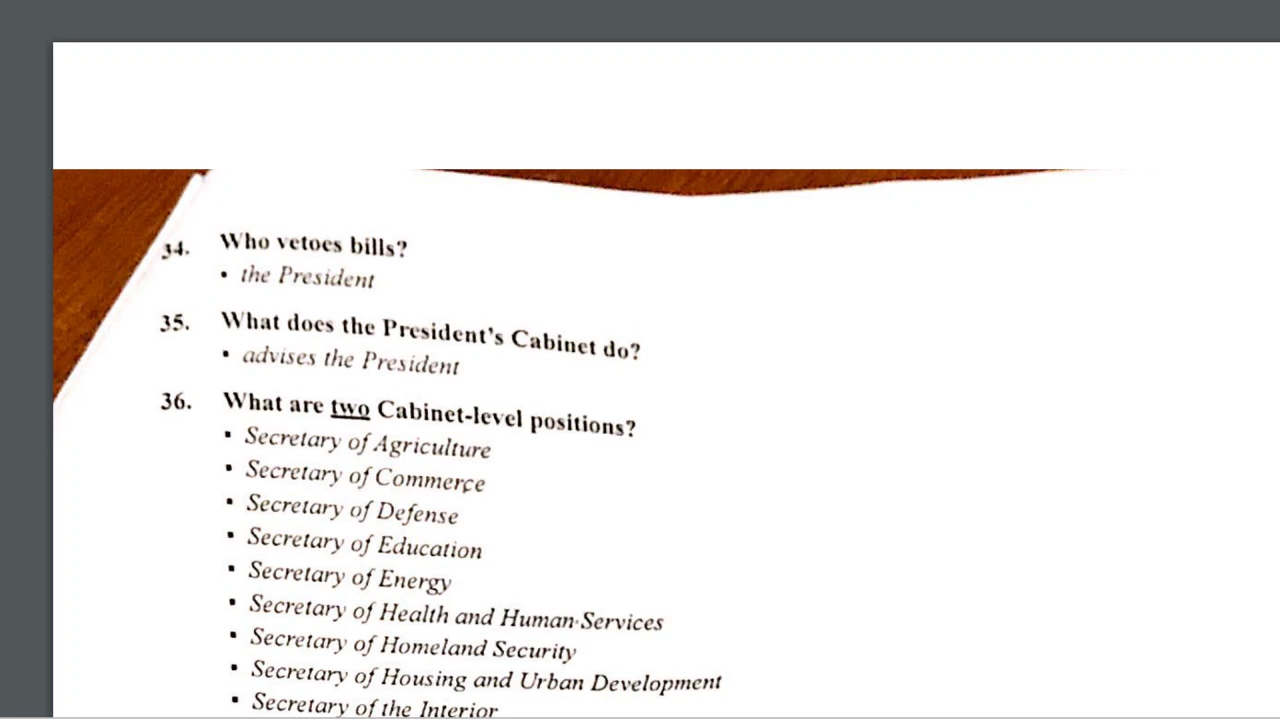 34. Who vetoes bills?
▪ the President
35. What does the President's Cabinet do?
▪ advises the President
36. What are two Cabinet-level positions?
▪ Secretary of Agriculture
▪ Secretary of Commerce
▪ Secretary of Defense
▪ Secretary of Education
▪ Secretary of Energy
▪ Secretary of Health and Human Services
▪ Secretary of Homeland Security
▪ Secretary of Housing and Urban Development
▪ Secretary of the Interior